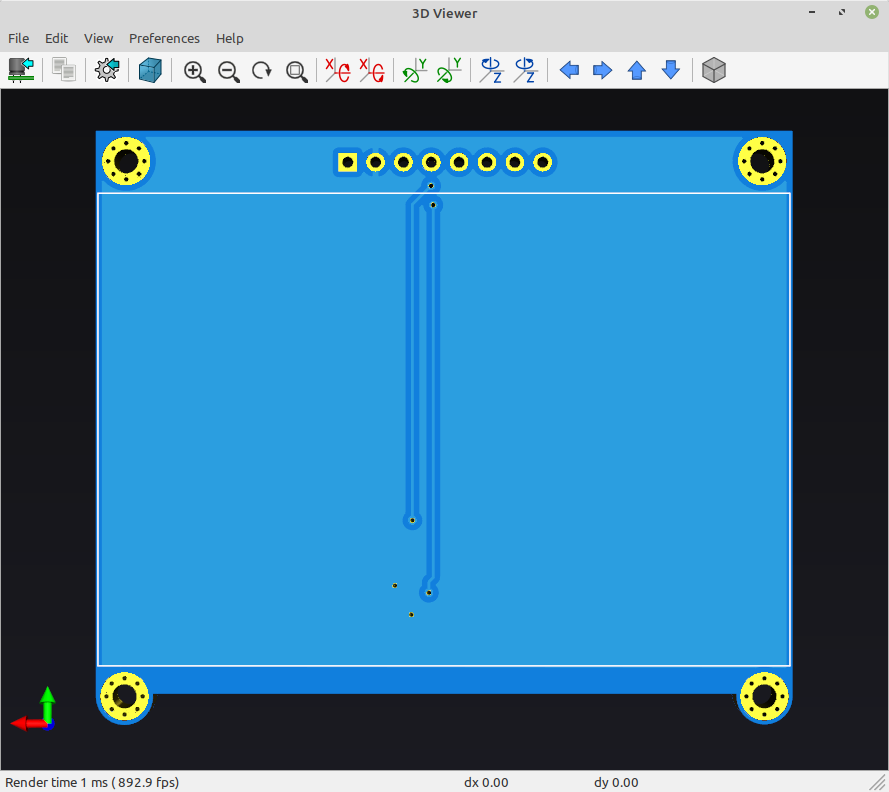 3D Viewer
File Edit View Preferences Help
X X Y Y Z Z
Render time 1 ms ( 892.9 fps) dx 0.00 dy 0.00